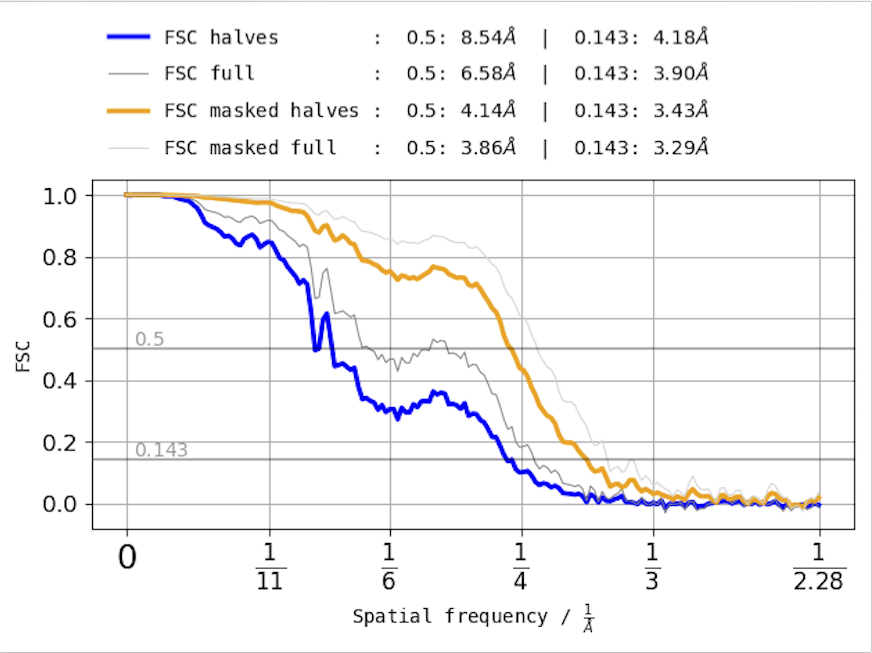 FSC halves : 0.5: 8.54Å | 0.143: 4.18Å
FSC full : 0.5: 6.58Å | 0.143: 3.90Å
FSC masked halves : 0.5: 4.14Å | 0.143: 3.43Å
FSC masked full : 0.5: 3.86Å | 0.143: 3.29Å
1.0
0.8
0.6
0.5
0.4
0.2
0.143
0.0
FSC
0 1/11 1/6 1/4 1/3 1/2.28
Spatial frequency / 1/Å